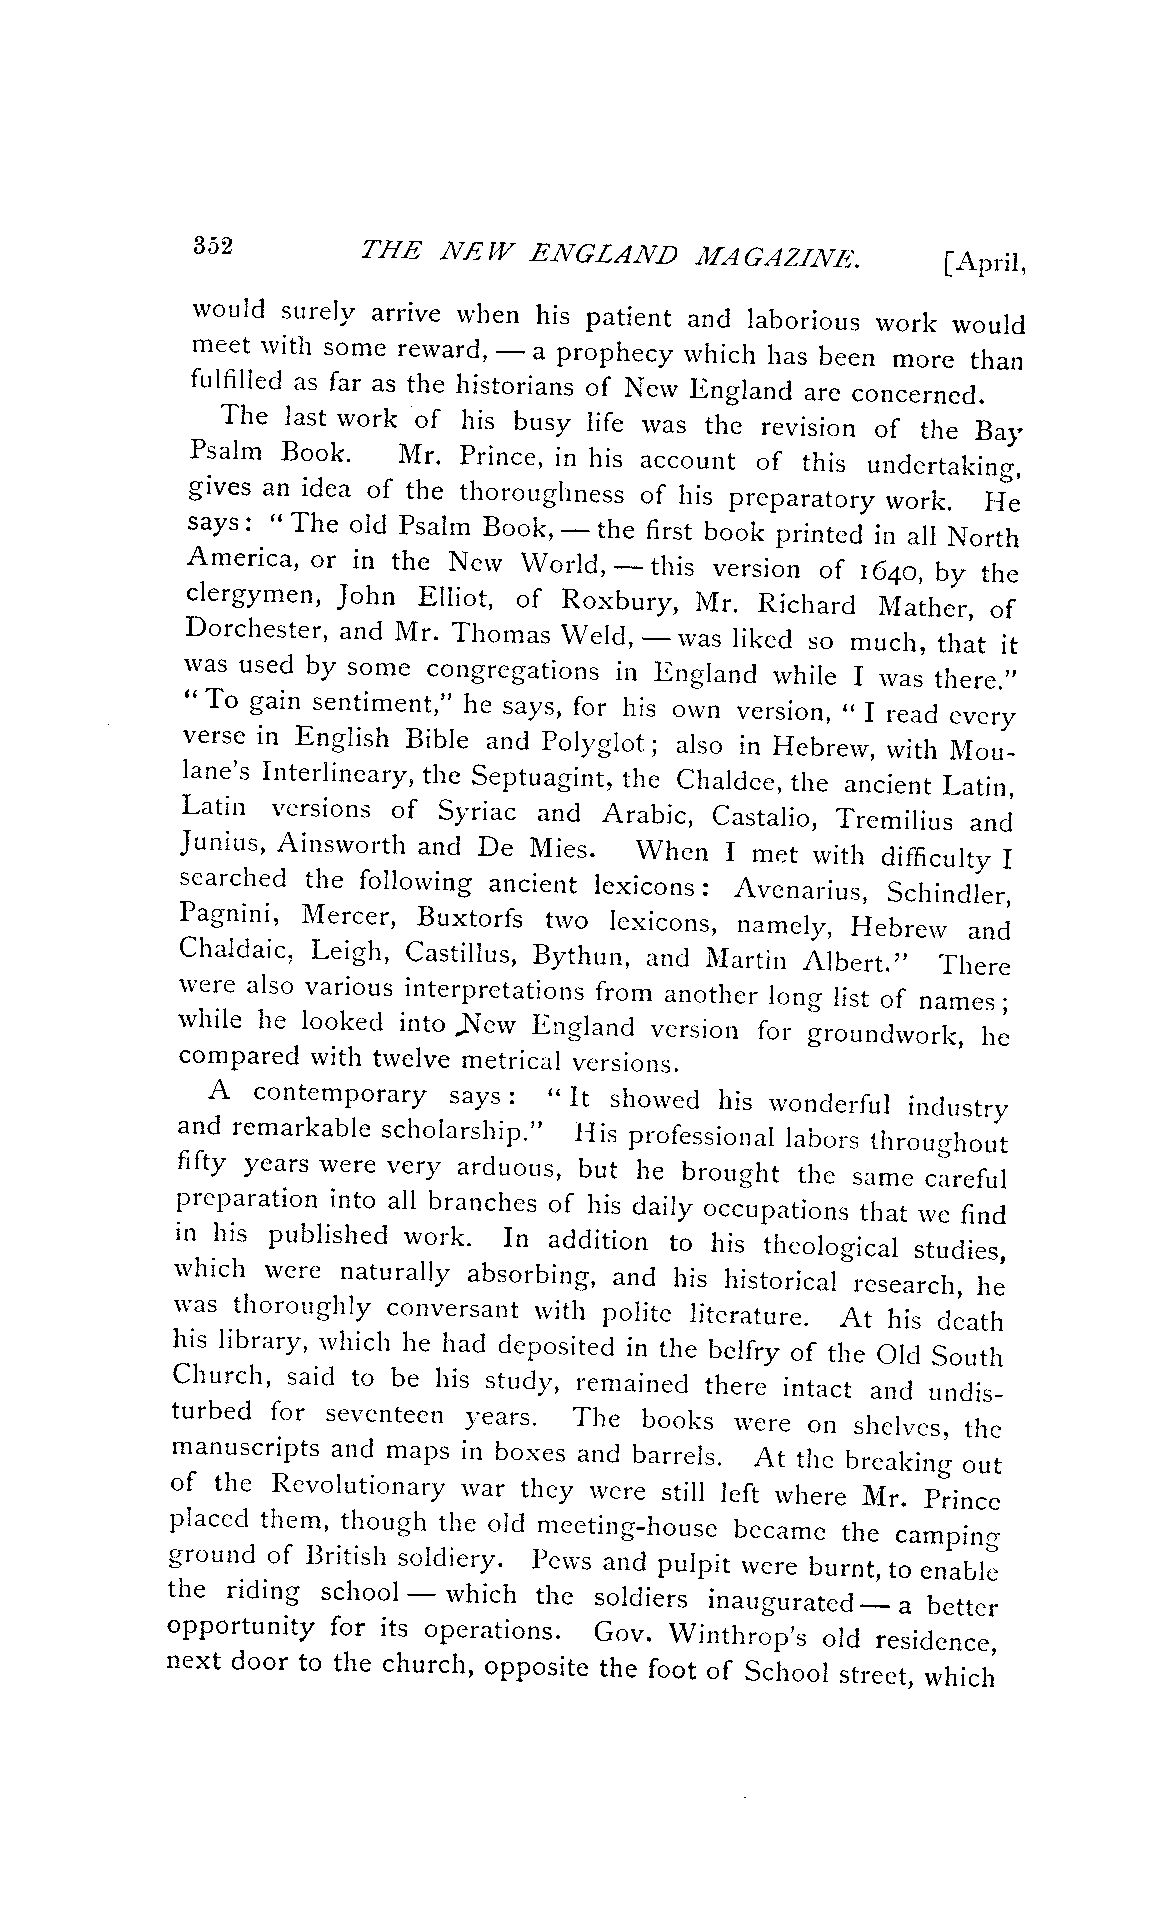 352 THE NEW ENGLAND MAGAZINE. [April,
would surely arrive when his patient and laborious work would
meet with some reward, — a prophecy which has been more than
fulfilled as far as the historians of New England are concerned.
The last work of his busy life was the revision of the Bay
Psalm Book. Mr. Prince, in his account of this undertaking,
gives an idea of the thoroughness of his preparatory work. He
says: “The old Psalm Book, — the first book printed in all North
America, or in the New World, — this version of 1640, by the
clergymen, John Elliot, of Roxbury, Mr. Richard Mather, of
Dorchester, and Mr. Thomas Weld, — was liked so much, that it
was used by some congregations in England while I was there.”
“To gain sentiment,” he says, for his own version, “I read every
verse in English Bible and Polyglot; also in Hebrew, with Mou-
lane's Interlineary, the Septuagint, the Chaldee, the ancient Latin,
Latin versions of Syriac and Arabic, Castalio, Tremilius and
Junius, Ainsworth and De Mies. When I met with difficulty I
searched the following ancient lexicons: Avenarius, Schindler,
Pagnini, Mercer, Buxtorfs two lexicons, namely, Hebrew and
Chaldaic, Leigh, Castillus, Bythun, and Martin Albert.” There
were also various interpretations from another long list of names;
while he looked into New England version for groundwork, he
compared with twelve metrical versions.
A contemporary says: “It showed his wonderful industry
and remarkable scholarship.” His professional labors throughout
fifty years were very arduous, but he brought the same careful
preparation into all branches of his daily occupations that we find
in his published work. In addition to his theological studies,
which were naturally absorbing, and his historical research, he
was thoroughly conversant with polite literature. At his death
his library, which he had deposited in the belfry of the Old South
Church, said to be his study, remained there intact and undis-
turbed for seventeen years. The books were on shelves, the
manuscripts and maps in boxes and barrels. At the breaking out
of the Revolutionary war they were still left where Mr. Prince
placed them, though the old meeting-house became the camping
ground of British soldiery. Pews and pulpit were burnt, to enable
the riding school — which the soldiers inaugurated — a better
opportunity for its operations. Gov. Winthrop's old residence,
next door to the church, opposite the foot of School street, which